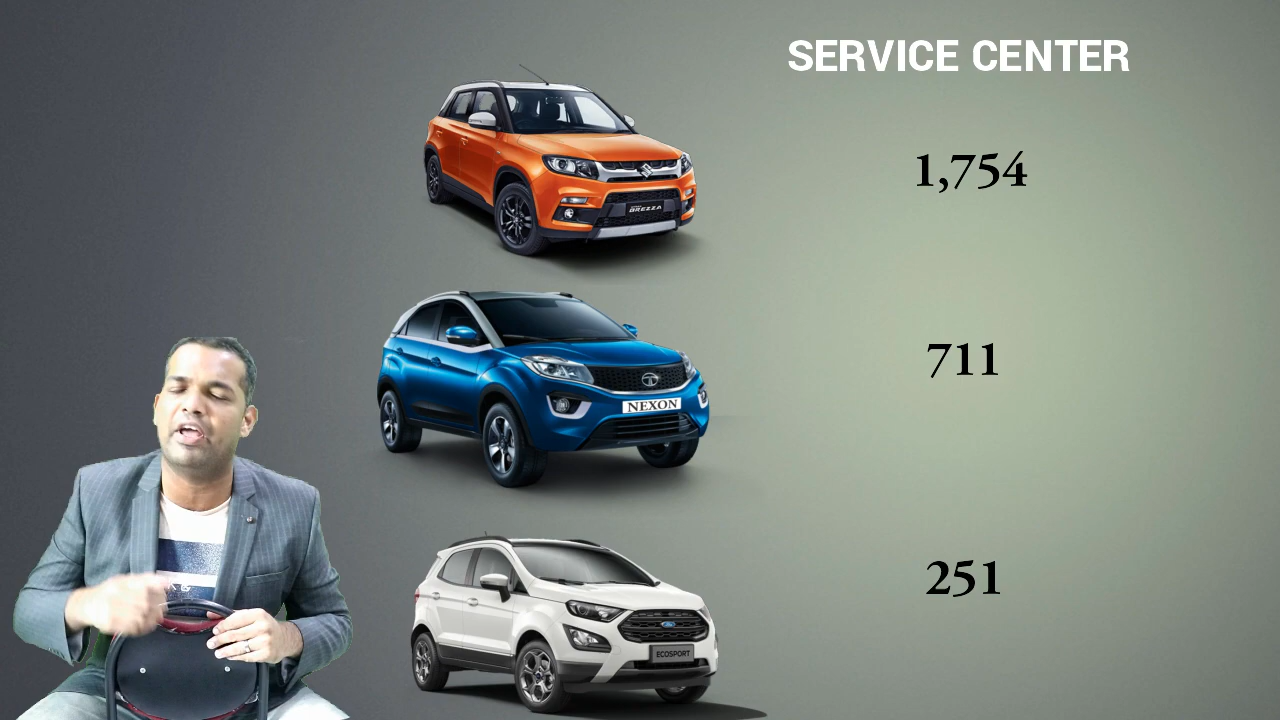 SERVICE CENTER
1,754
BREZZA
711
NEXON
251
ECOSPORT